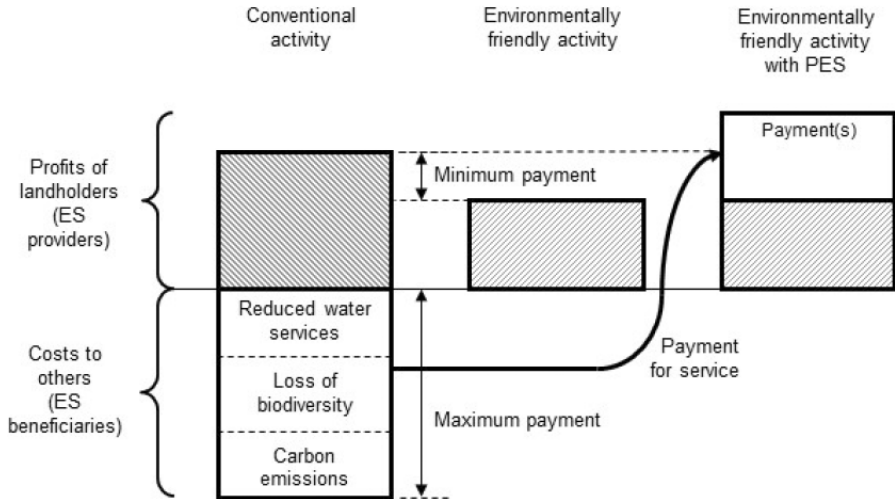 Conventional
activity
Environmentally
friendly activity
Environmentally
friendly activity
with PES
Payment(s)
Profits of
landholders
(ES
providers)
Minimum payment
Reduced water
services
Costs to
others
(ES
beneficiaries)
Loss of
biodiversity
Payment
for service
Maximum payment
Carbon
emissions